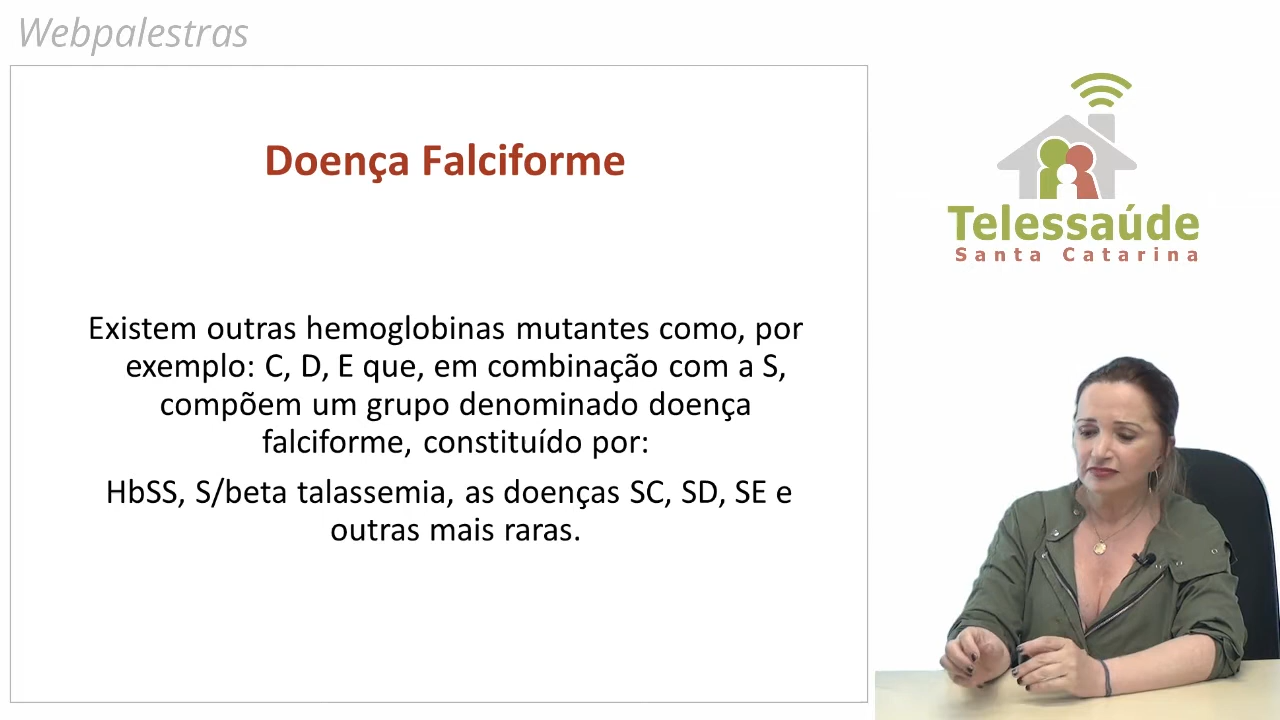 Webpalestras
Doença Falciforme
Existem outras hemoglobinas mutantes como, por
exemplo: C, D, E que, em combinação com a S,
compõem um grupo denominado doença
falciforme, constituído por:
HbSS, S/beta talassemia, as doenças SC, SD, SE e
outras mais raras.
Telessaúde
Santa Catarina